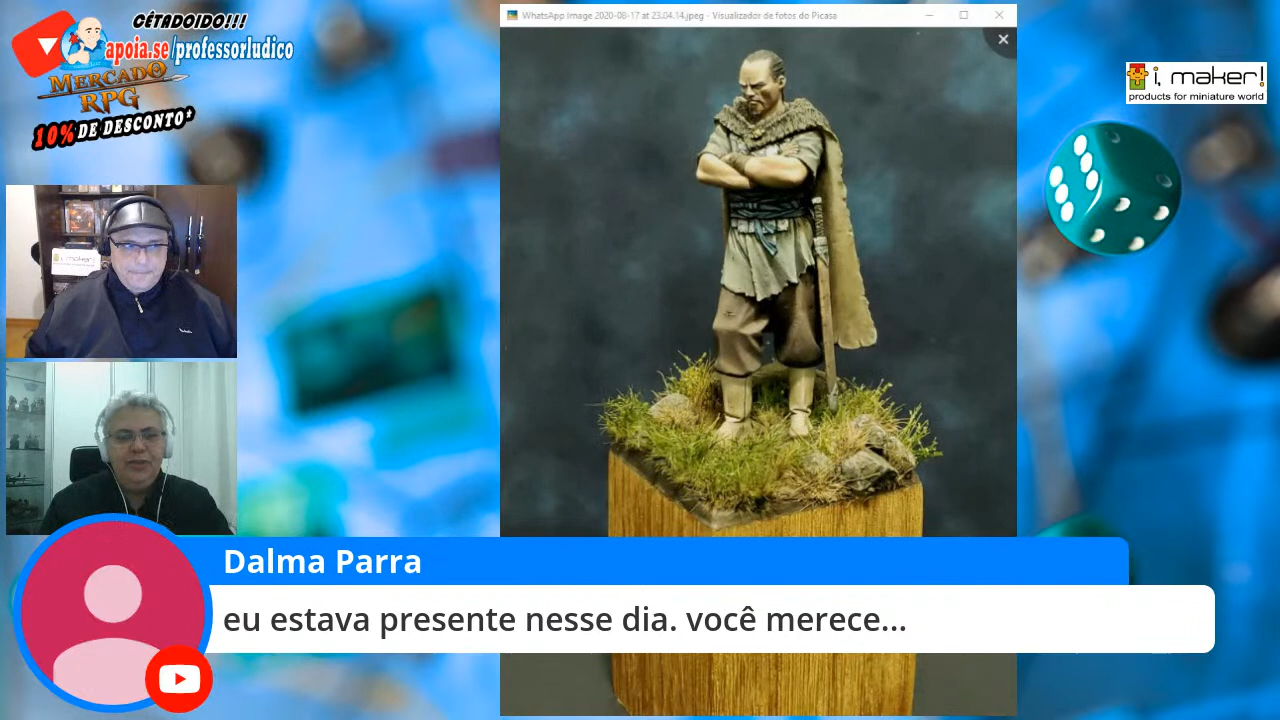 CÊTADOIDO!!!
apoia.se/professorludico
MERCADO
RPG
10% DE DESCONTO*
WhatsApp Image 2020-08-17 at 23.04.14.jpeg - Visualizador de fotos do Picasa
i, maker!
products for miniature world
i, maker!
Dalma Parra
eu estava presente nesse dia. você merece...